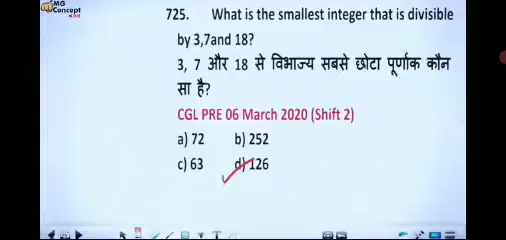 MG
Concept
LIVE
725. What is the smallest integer that is divisible
by 3,7and 18?
3, 7 और 18 से विभाज्य सबसे छोटा पूर्णांक कौन
सा है?
CGL PRE 06 March 2020 (Shift 2)
a) 72 b) 252
c) 63 d) 126